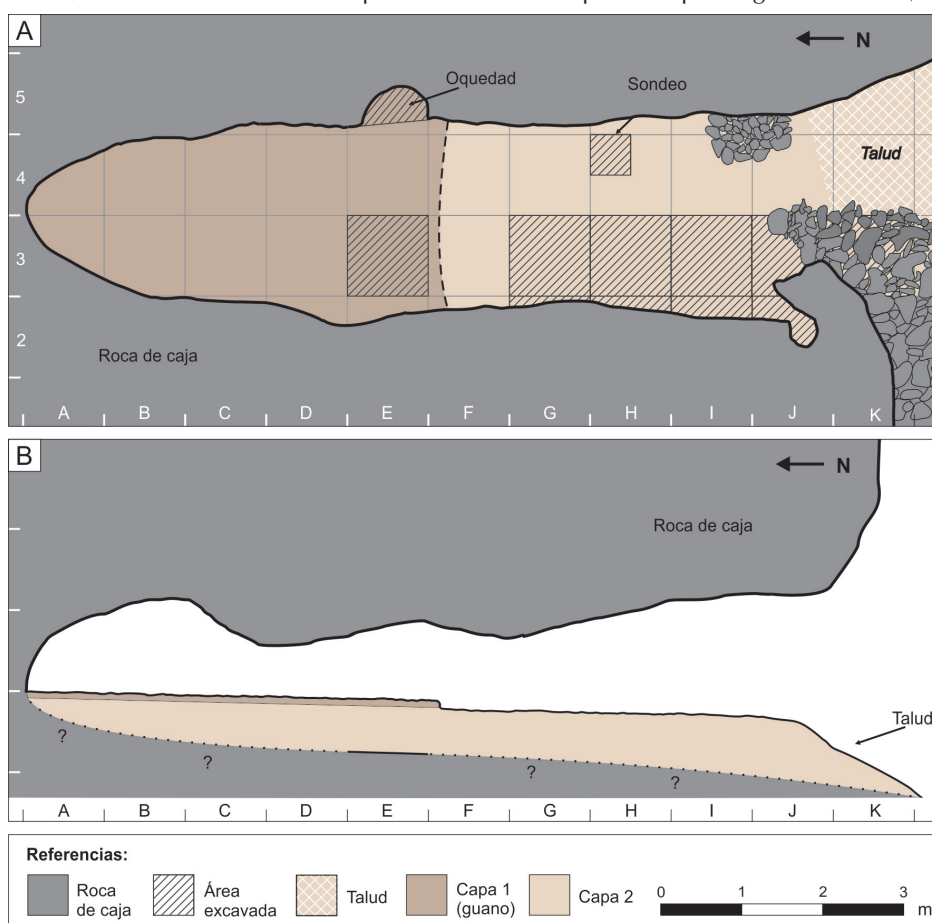 A
N
Oquedad
Sondeo
5
Talud
4
3
2
Roca de caja
A B C D E F G H I J K
B
N
Roca de caja
Talud
? ? ? ?
A B C D E F G H I J K
Referencias:
Roca de caja
Área excavada
Talud
Capa 1 (guano)
Capa 2
0 1 2 3
m